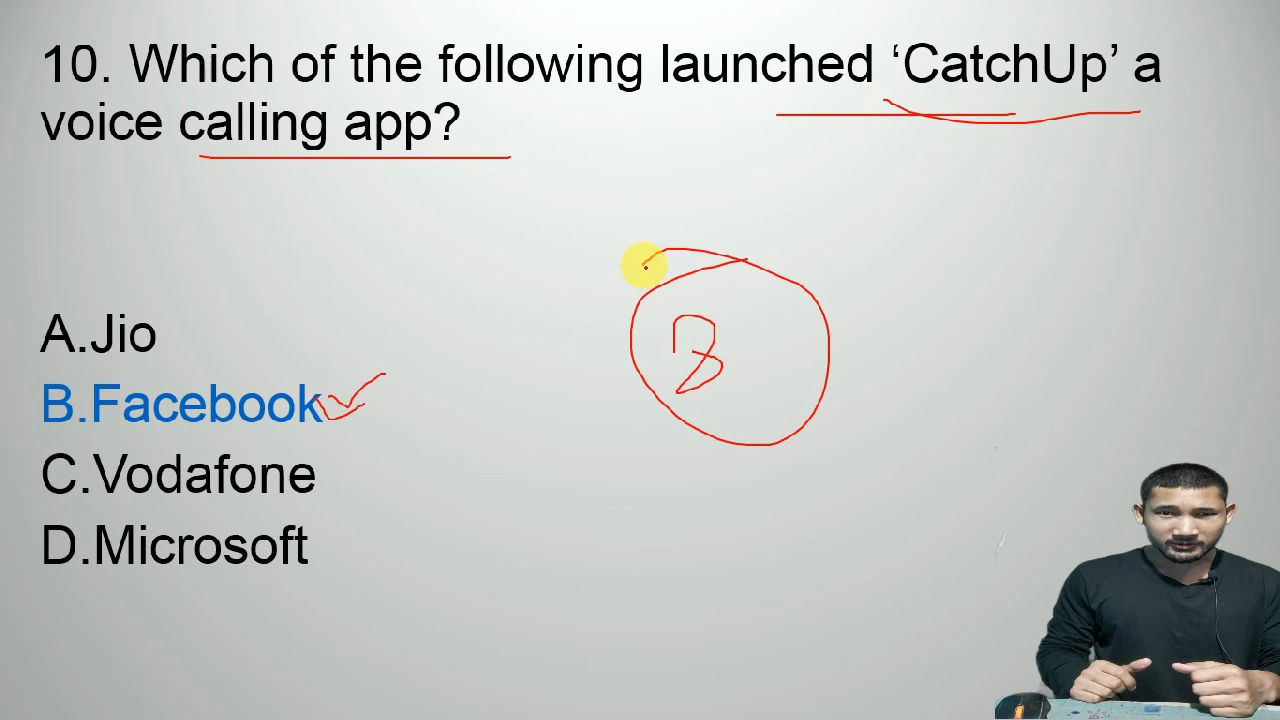 10. Which of the following launched ‘CatchUp’ a
voice calling app?
B
A.Jio
B.Facebook
C.Vodafone
D.Microsoft